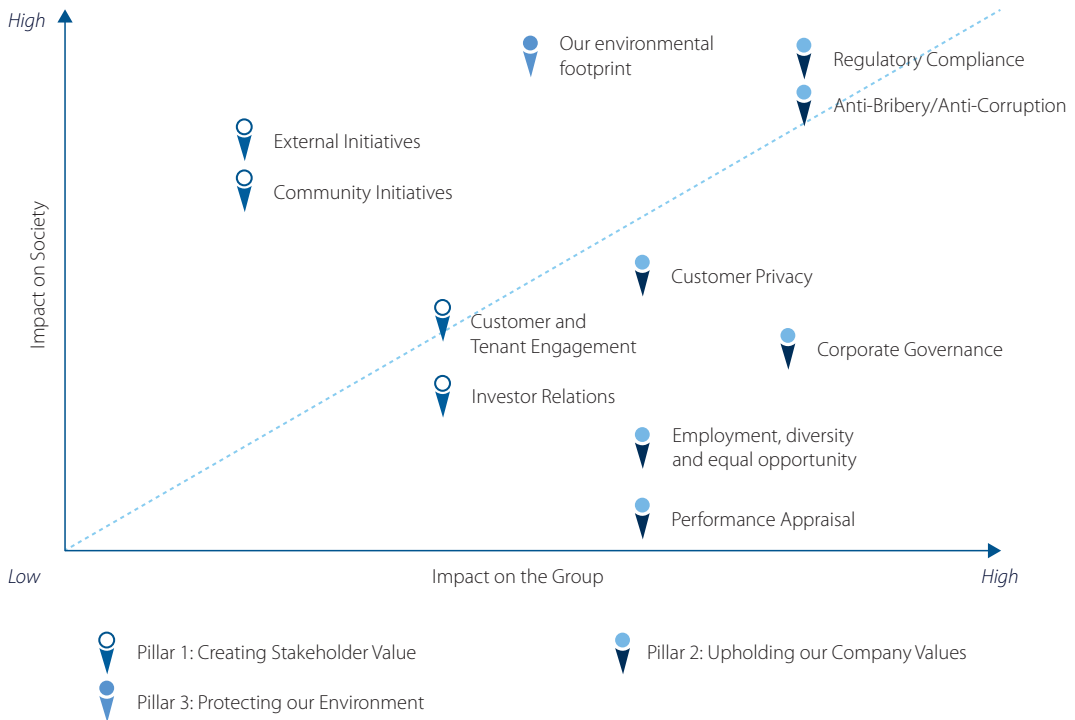 High
Our environmental
footprint
Regulatory Compliance
Anti-Bribery/Anti-Corruption
External Initiatives
Community Initiatives
Impact on Society
Customer Privacy
Customer and
Tenant Engagement
Corporate Governance
Investor Relations
Employment, diversity
and equal opportunity
Performance Appraisal
Low
Impact on the Group
High
Pillar 1: Creating Stakeholder Value
Pillar 2: Upholding our Company Values
Pillar 3: Protecting our Environment